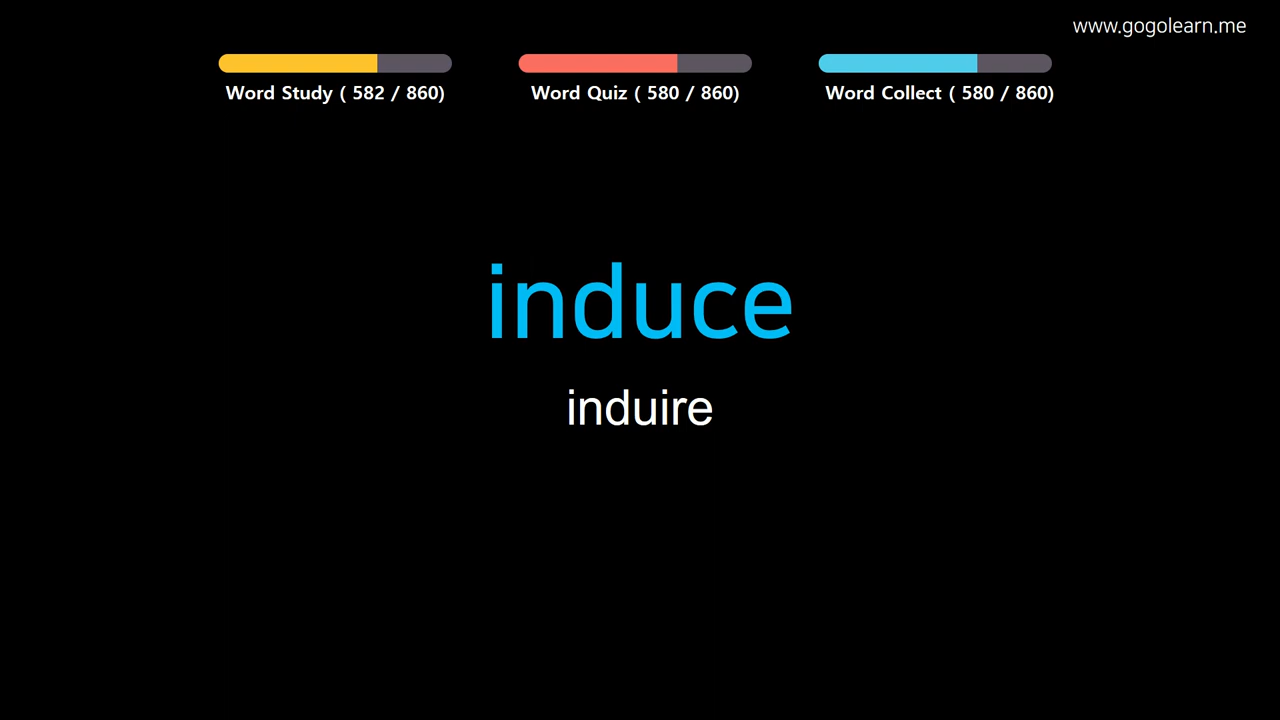 www.gogolearn.me
Word Study ( 582 / 860)
Word Quiz ( 580 / 860)
Word Collect ( 580 / 860)
induce
induire